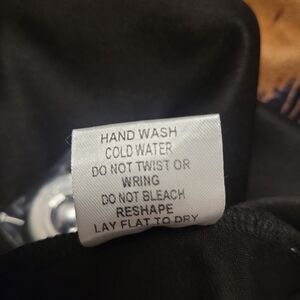 HAND WASH
COLD WATER
DO NOT TWIST OR
WRING
DO NOT BLEACH
RESHAPE
LAY FLAT TO DRY